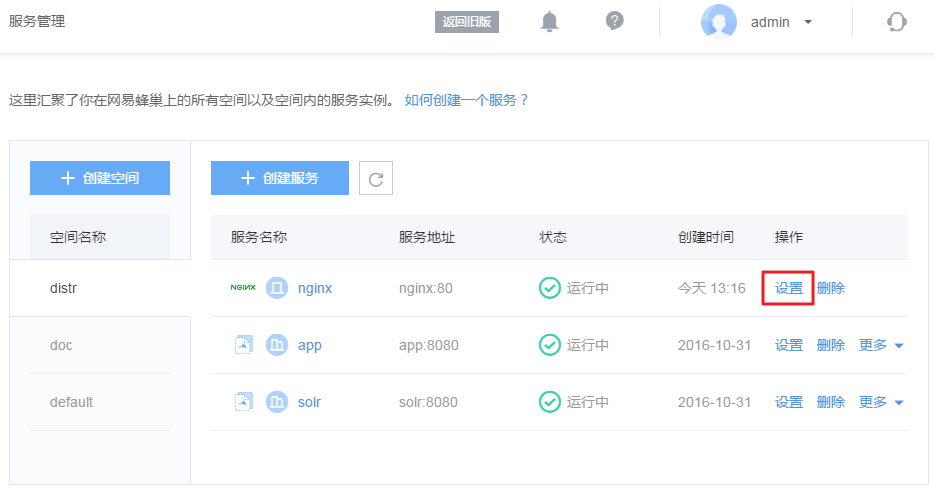 服务管理 返回旧版 admin
这里汇聚了你在网易蜂巢上的所有空间以及空间内的服务实例。 如何创建一个服务？
创建空间 创建服务
空间名称 服务名称 服务地址 状态 创建时间 操作
distr NGINX nginx nginx:80 运行中 今天 13:16 设置 删除
doc app app:8080 运行中 2016-10-31 设置 删除 更多
default solr solr:8080 运行中 2016-10-31 设置 删除 更多